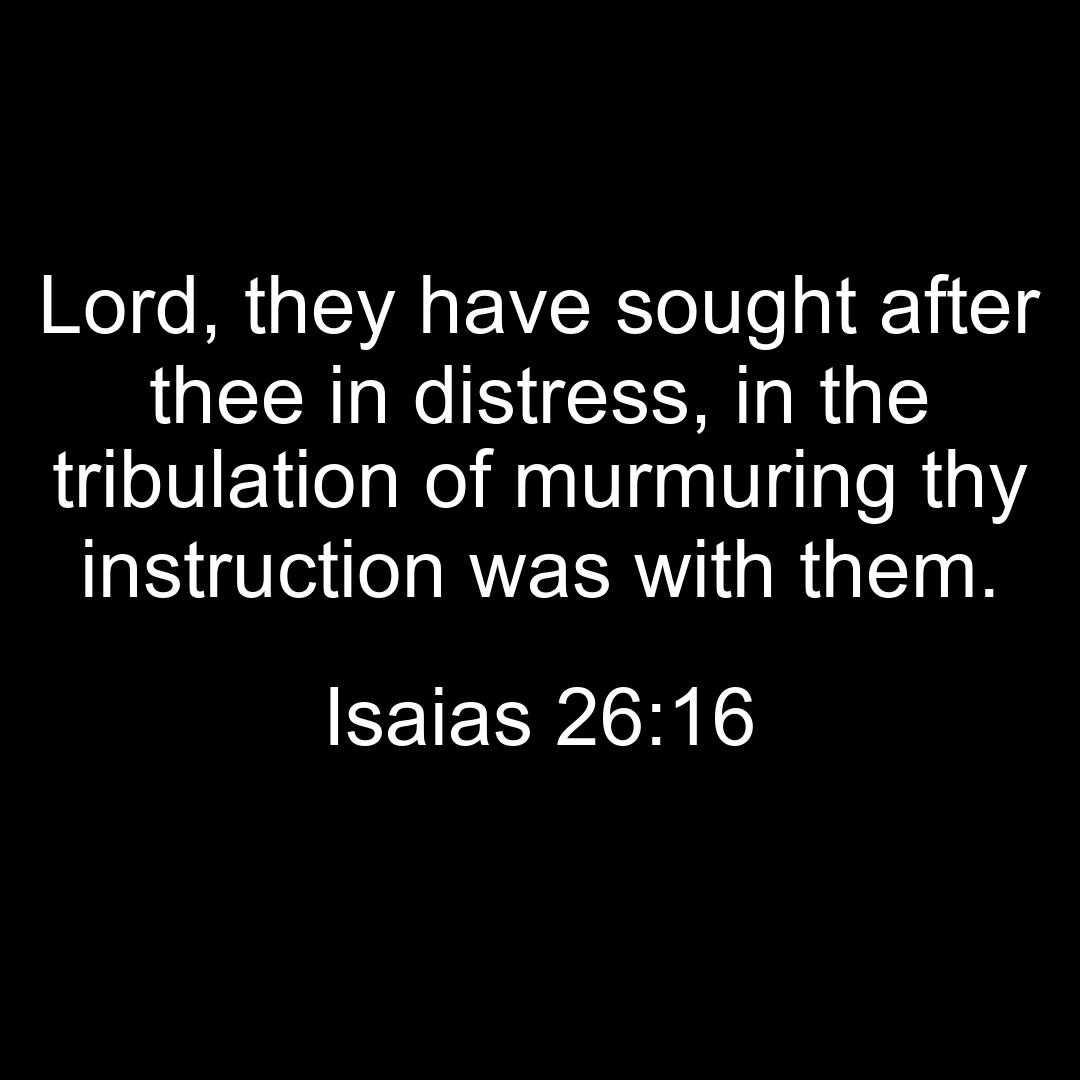 Lord, they have sought after
thee in distress, in the
tribulation of murmuring thy
instruction was with them.
Isaias 26:16